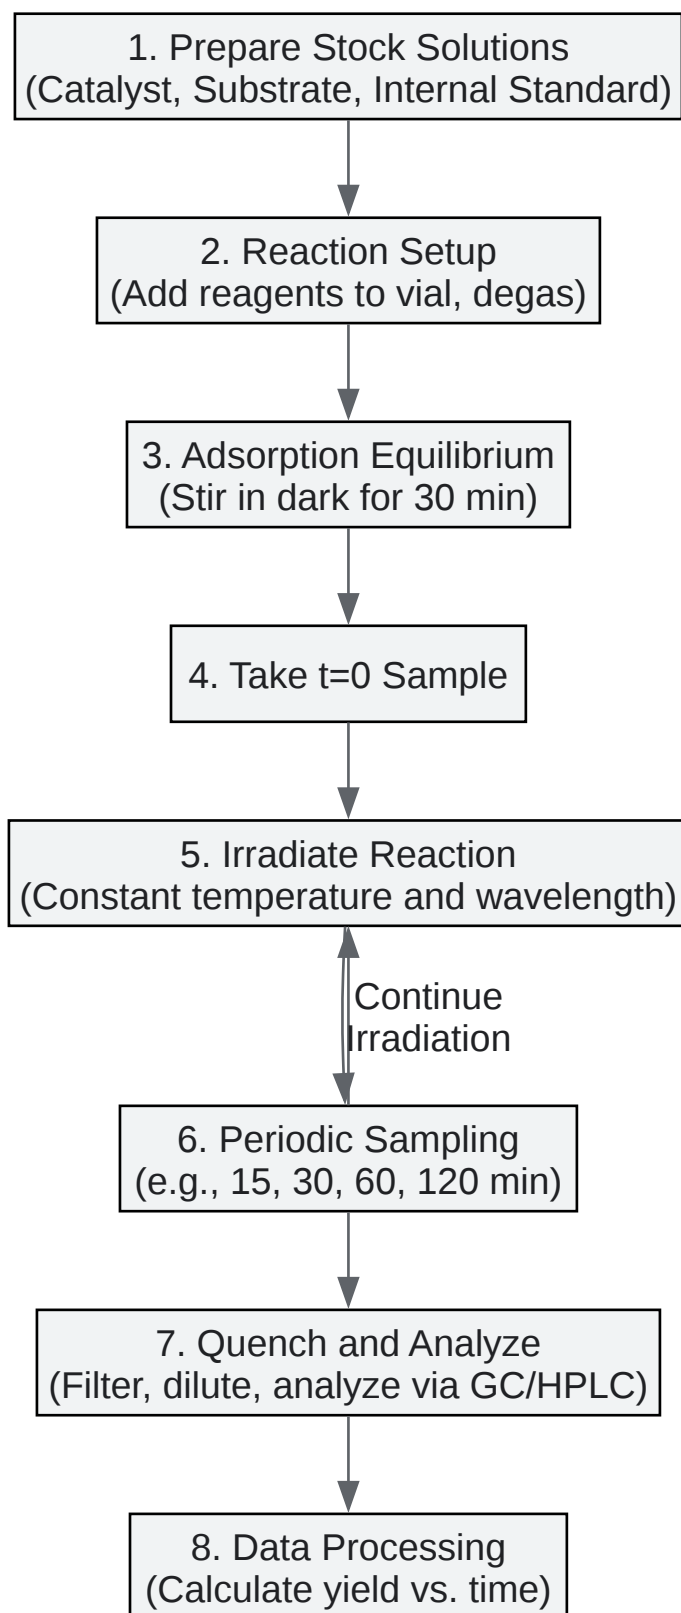 1. Prepare Stock Solutions
(Catalyst, Substrate, Internal Standard)
2. Reaction Setup
(Add reagents to vial, degas)
3. Adsorption Equilibrium
(Stir in dark for 30 min)
4. Take t=0 Sample
5. Irradiate Reaction
(Constant temperature and wavelength)
Continue
Irradiation
6. Periodic Sampling
(e.g., 15, 30, 60, 120 min)
7. Quench and Analyze
(Filter, dilute, analyze via GC/HPLC)
8. Data Processing
(Calculate yield vs. time)